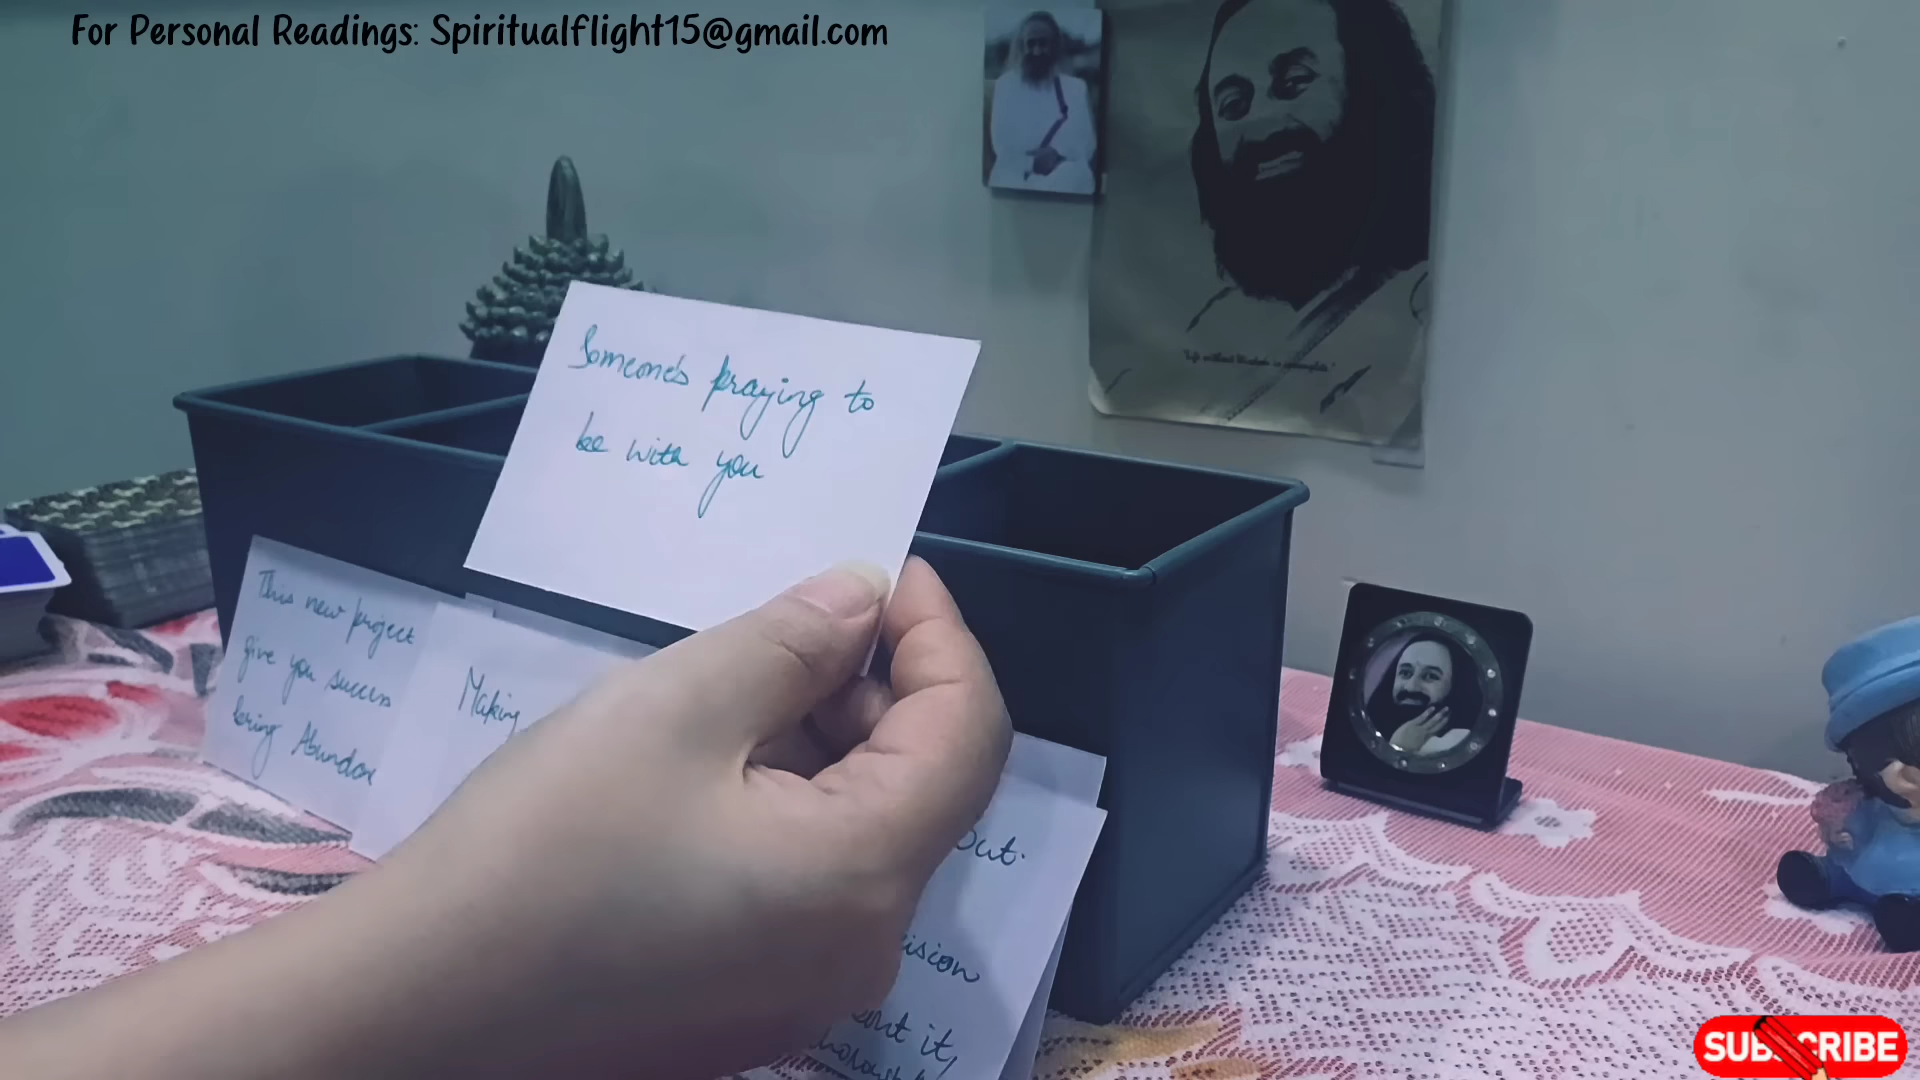 For Personal Readings: Spiritualflight15@gmail.com
Someone's praying to
be with you
This new project
give you success
bring Abundan
Making
out.
ision
out it,
SUBSCRIBE